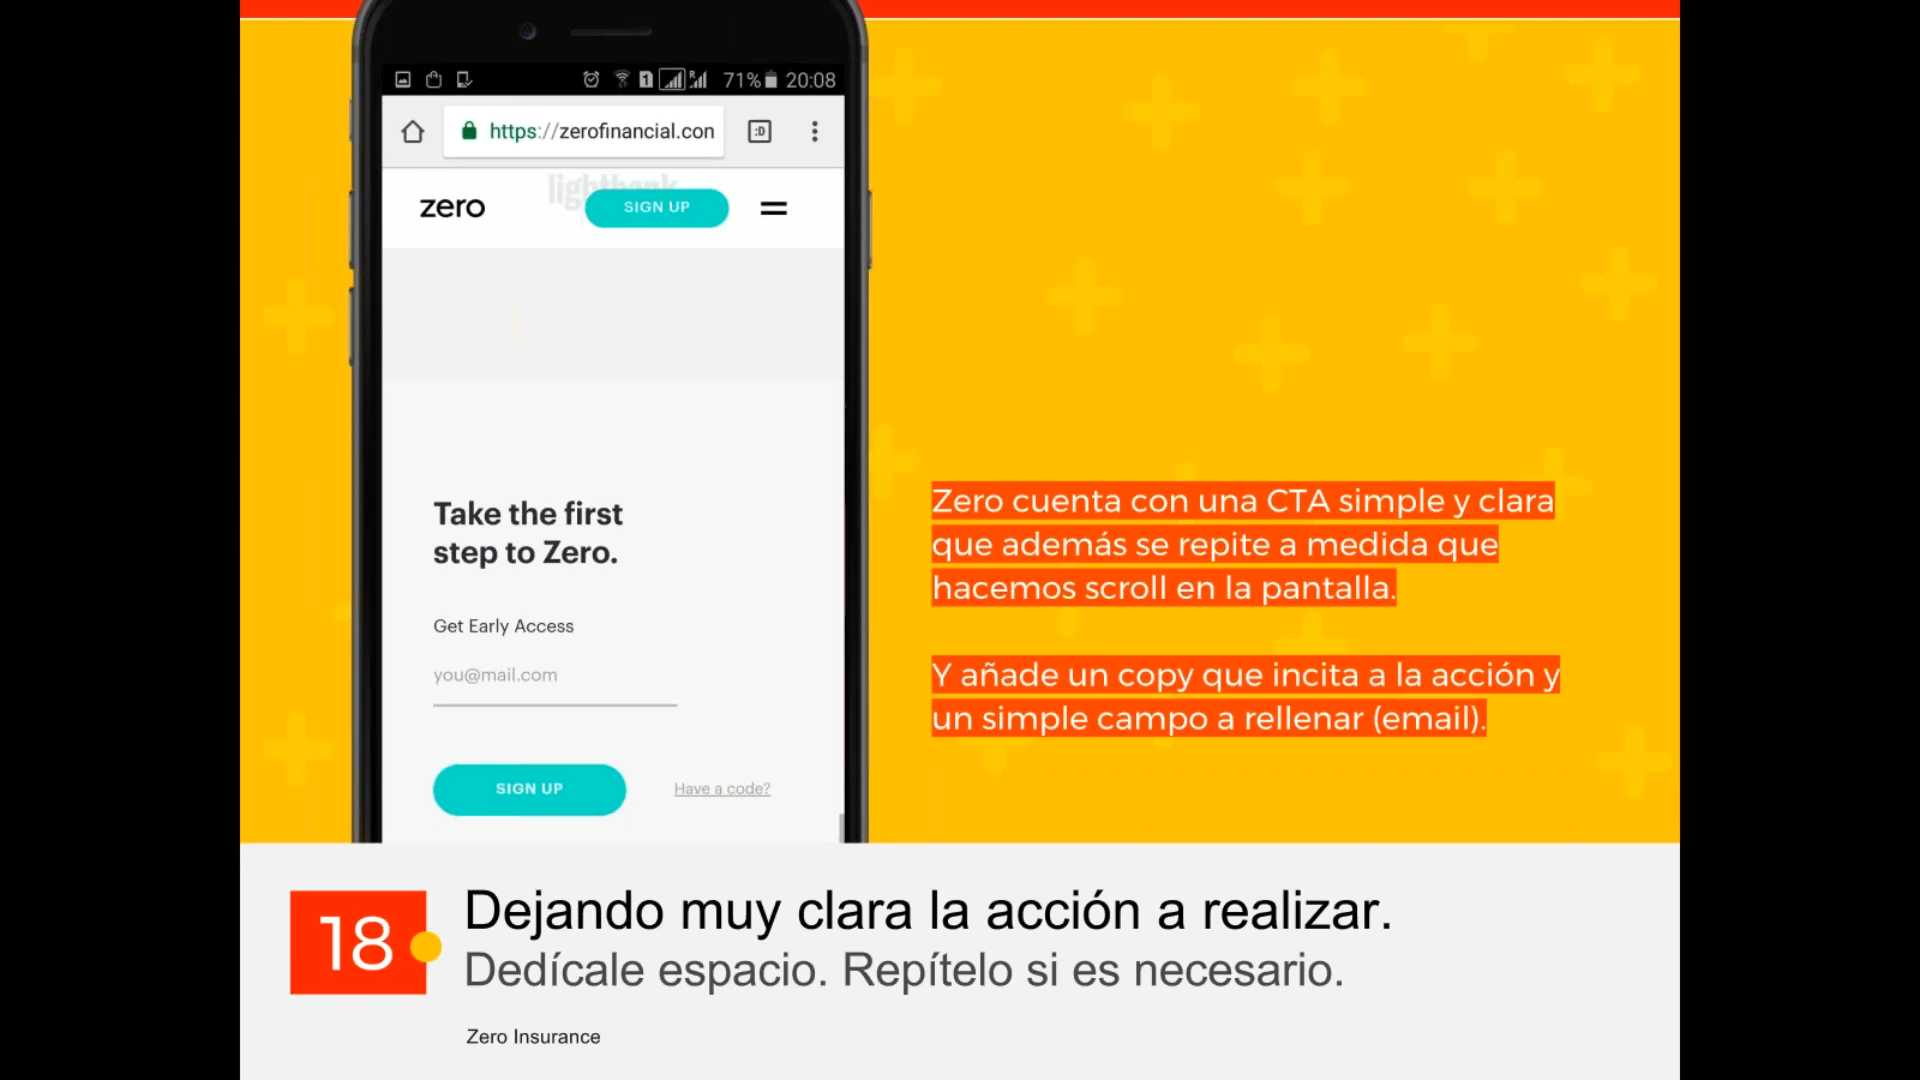 71% 20:08
https://zerofinancial.con
lightbank
zero
SIGN UP
Take the first
step to Zero.
Get Early Access
you@mail.com
SIGN UP
Have a code?
Zero cuenta con una CTA simple y clara
que además se repite a medida que
hacemos scroll en la pantalla.
Y añade un copy que incita a la acción y
un simple campo a rellenar (email).
18
Dejando muy clara la acción a realizar.
Dedícale espacio. Repítelo si es necesario.
Zero Insurance